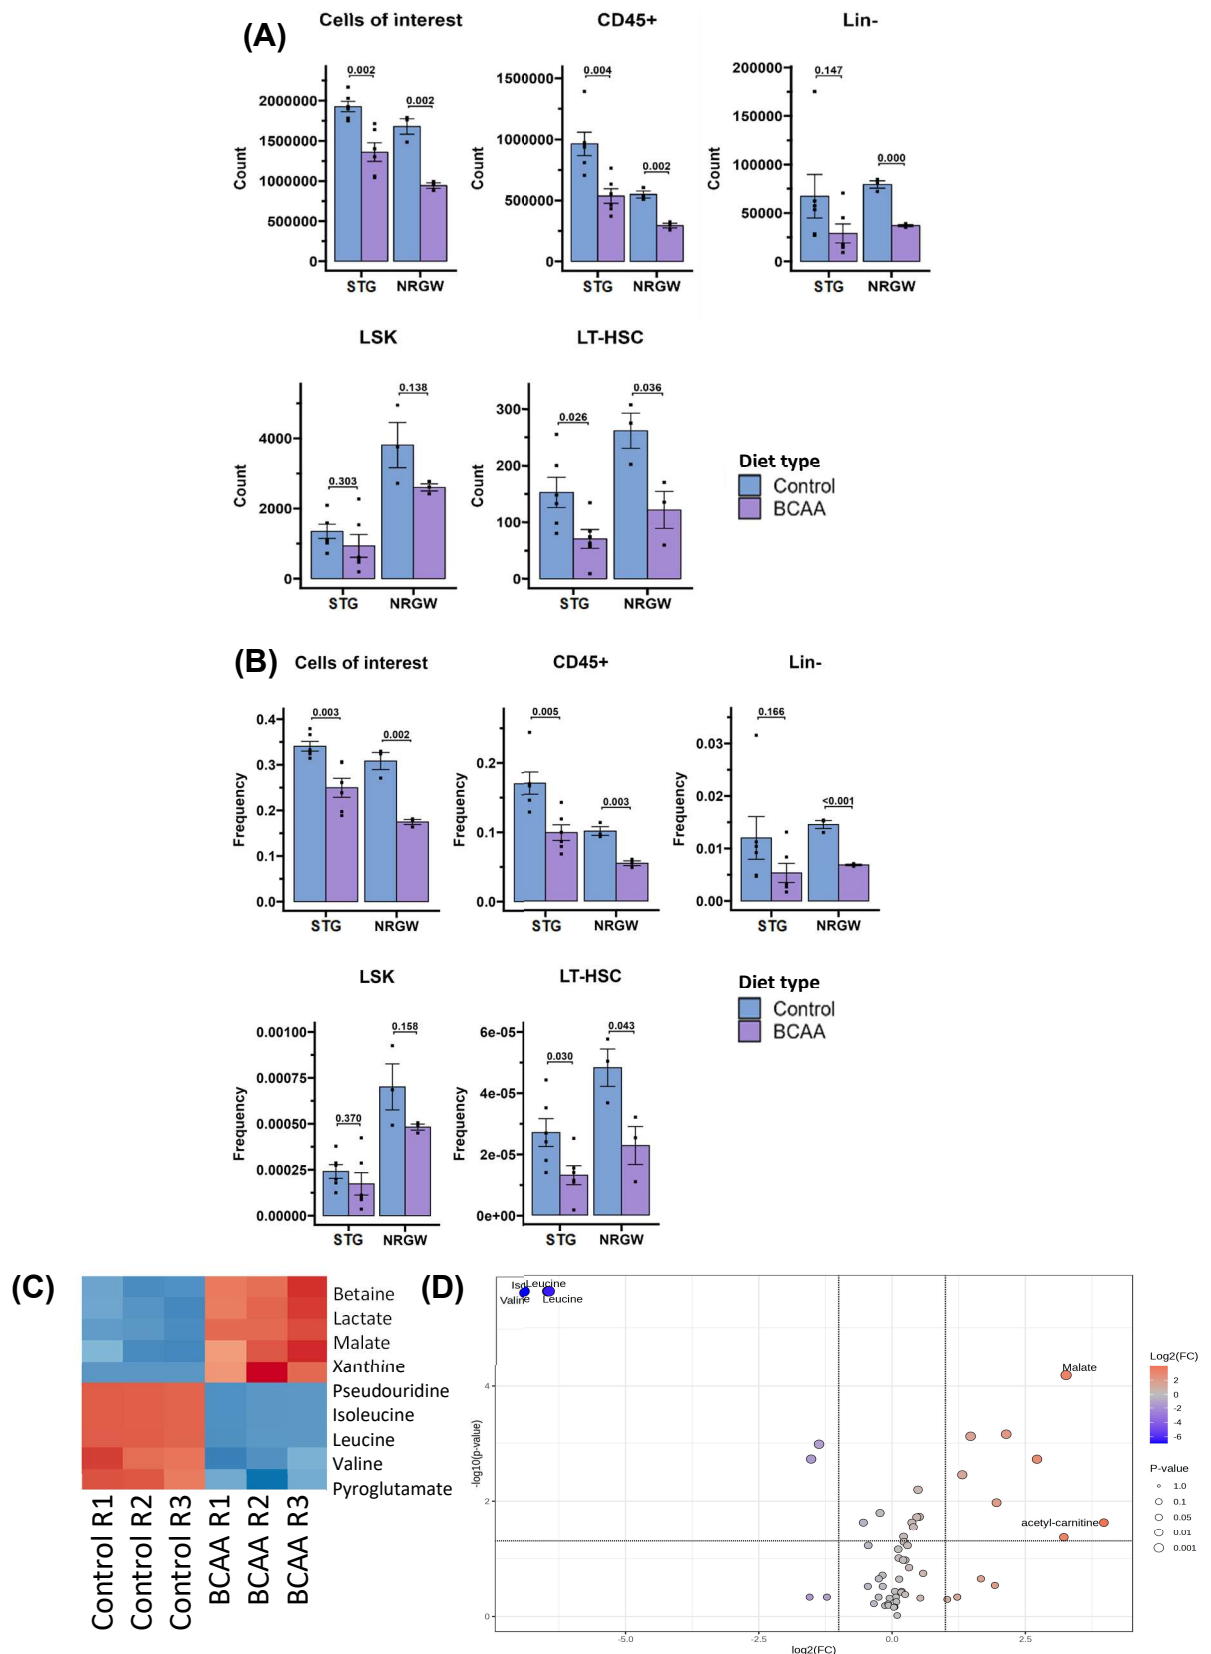 (A)
Cells of interest
CD45+
Lin-
0.002
0.002
2000000
1500000
1000000
500000
0
Count
STG
NRGW
0.004
0.002
1500000
1000000
500000
0
Count
STG
NRGW
0.147
0.000
200000
150000
100000
50000
0
Count
STG
NRGW
LSK
LT-HSC
0.303
0.138
4000
2000
0
Count
STG
NRGW
0.026
0.036
300
200
100
0
Count
STG
NRGW
Diet type
Control
BCAA
(B)
Cells of interest
CD45+
Lin-
0.003
0.002
0.4
0.3
0.2
0.1
0.0
Frequency
STG
NRGW
0.005
0.003
0.2
0.1
0.0
Frequency
STG
NRGW
0.166
<0.001
0.03
0.02
0.01
0.00
Frequency
STG
NRGW
LSK
LT-HSC
0.370
0.158
0.00100
0.00075
0.00050
0.00025
0.00000
Frequency
STG
NRGW
0.030
0.043
6e-05
4e-05
2e-05
0e+00
Frequency
STG
NRGW
Diet type
Control
BCAA
(C)
Betaine
Lactate
Malate
Xanthine
Pseudouridine
Isoleucine
Leucine
Valine
Pyroglutamate
Control R1
Control R2
Control R3
BCAA R1
BCAA R2
BCAA R3
(D)
Leucine
Valine
Leucine
Malate
acetyl-carnitine
4
2
0
-log10(p-value)
-5.0
-2.5
0.0
2.5
log2(FC)
Log2(FC)
2
0
-2
-4
-6
P-value
1.0
0.1
0.05
0.01
0.001